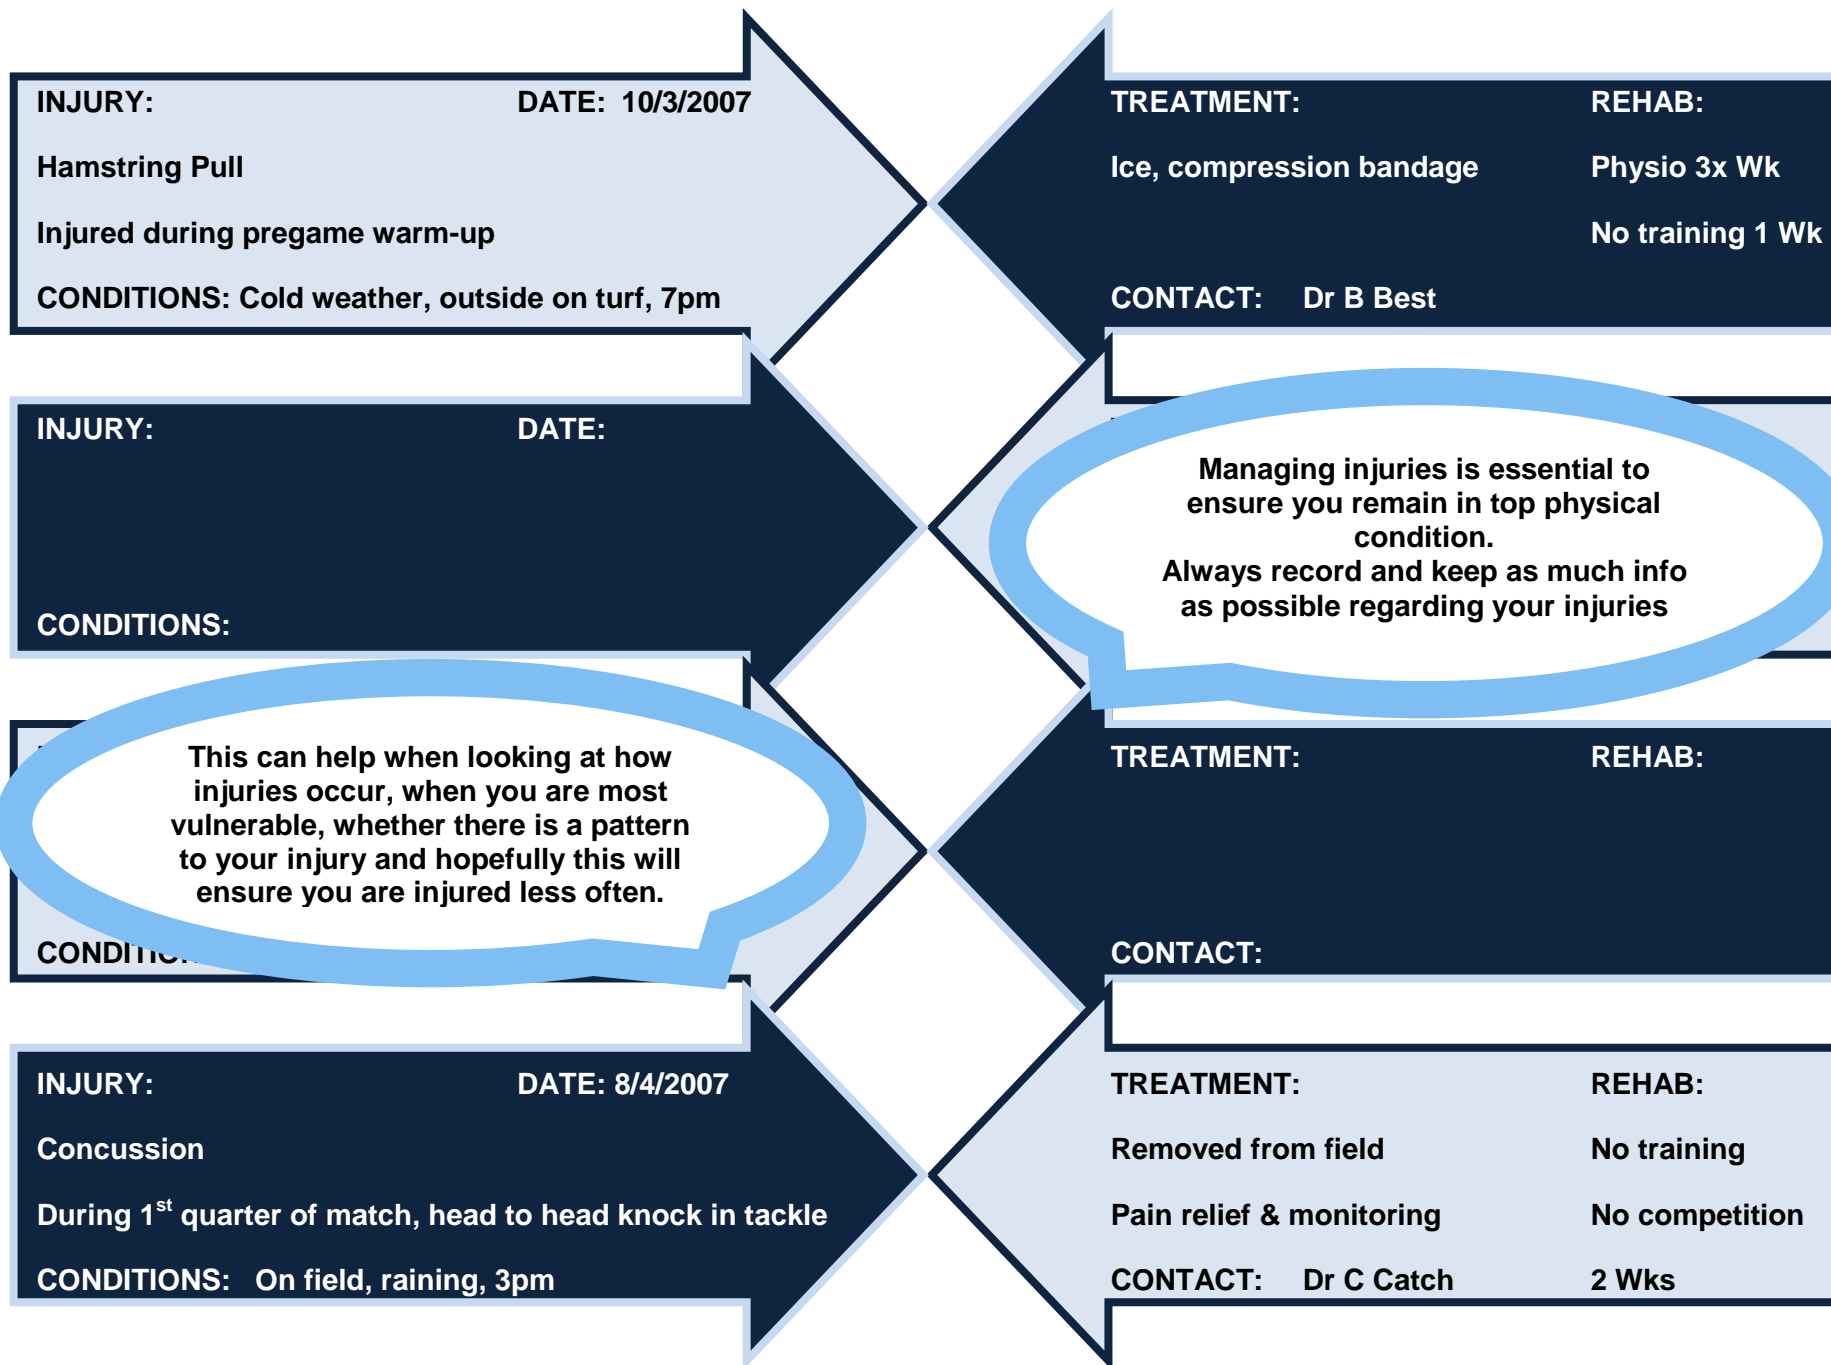 INJURY: DATE: 10/3/2007
Hamstring Pull
Injured during pregame warm-up
CONDITIONS: Cold weather, outside on turf, 7pm
TREATMENT: REHAB:
Ice, compression bandage Physio 3x Wk
No training 1 Wk
CONTACT: Dr B Best
INJURY: DATE:
CONDITIONS:
Managing injuries is essential to
ensure you remain in top physical
condition.
Always record and keep as much info
as possible regarding your injuries
This can help when looking at how
injuries occur, when you are most
vulnerable, whether there is a pattern
to your injury and hopefully this will
ensure you are injured less often.
TREATMENT: REHAB:
CONTACT:
INJURY: DATE: 8/4/2007
Concussion
During 1st quarter of match, head to head knock in tackle
CONDITIONS: On field, raining, 3pm
TREATMENT: REHAB:
Removed from field No training
Pain relief & monitoring No competition
CONTACT: Dr C Catch 2 Wks